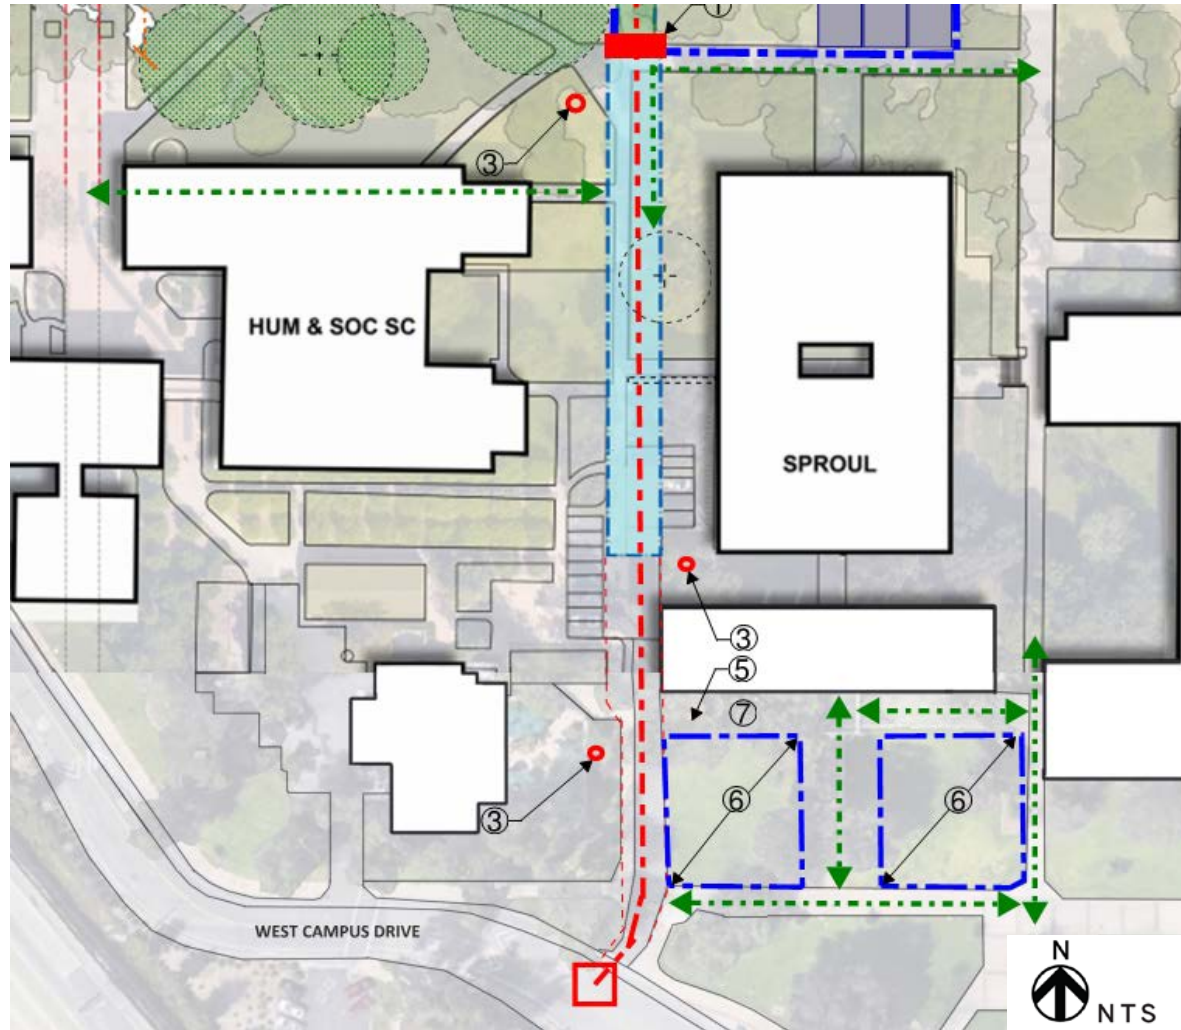 ①
③
HUM & SOC SC
SPROUL
③
⑤
⑦
③
⑥
⑥
WEST CAMPUS DRIVE
N
NTS